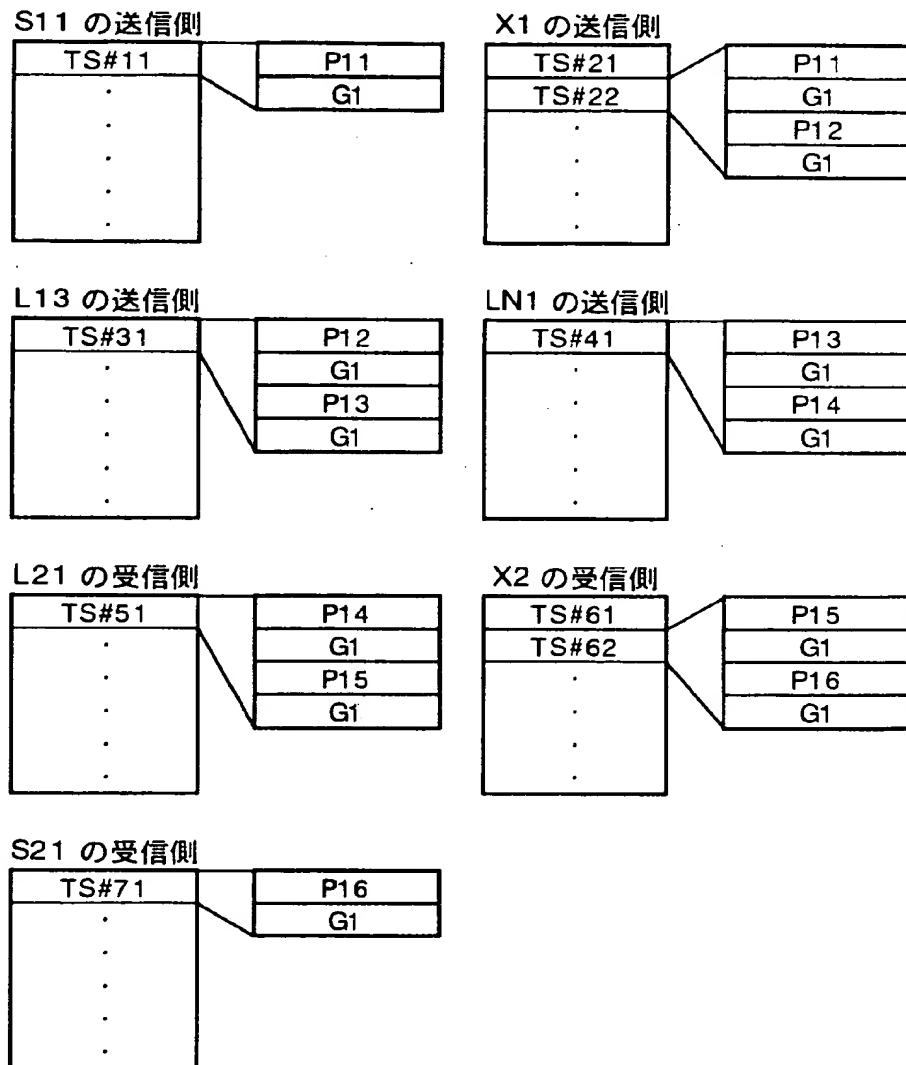 S11 の送信側
TS#11
P11
G1
X1 の送信側
TS#21
TS#22
P11
G1
P12
G1
L13 の送信側
TS#31
P12
G1
P13
G1
LN1 の送信側
TS#41
P13
G1
P14
G1
L21 の受信側
TS#51
P14
G1
P15
G1
X2 の受信側
TS#61
TS#62
P15
G1
P16
G1
S21 の受信側
TS#71
P16
G1